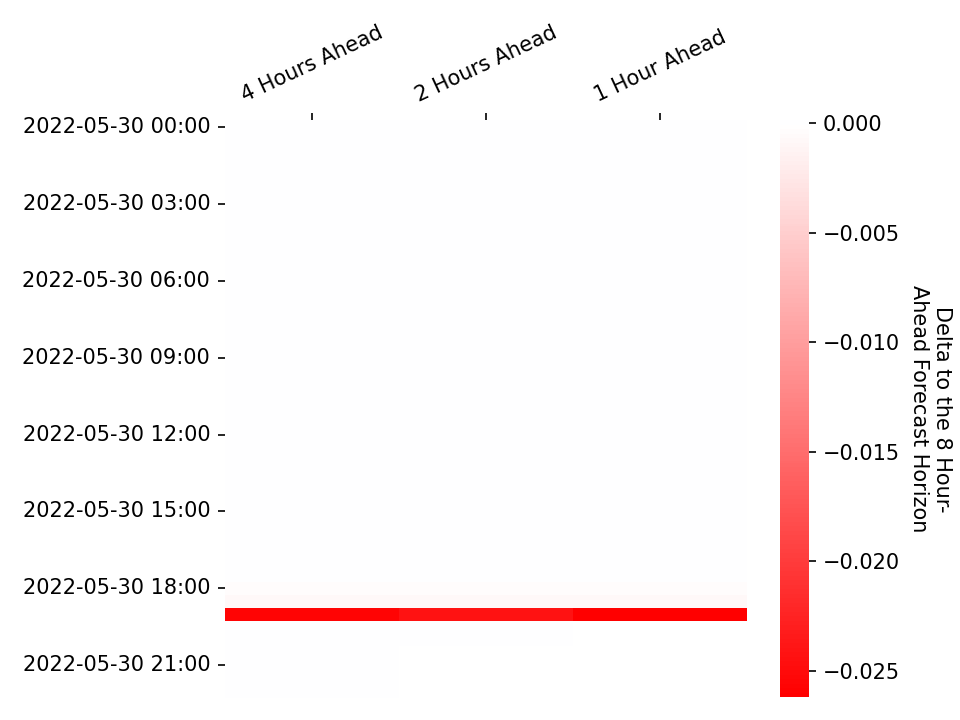 4 Hours Ahead
2 Hours Ahead
1 Hour Ahead
2022-05-30 00:00
2022-05-30 03:00
2022-05-30 06:00
2022-05-30 09:00
2022-05-30 12:00
2022-05-30 15:00
2022-05-30 18:00
2022-05-30 21:00
0.000
−0.005
−0.010
−0.015
−0.020
−0.025
Delta to the 8 Hour-
Ahead Forecast Horizon